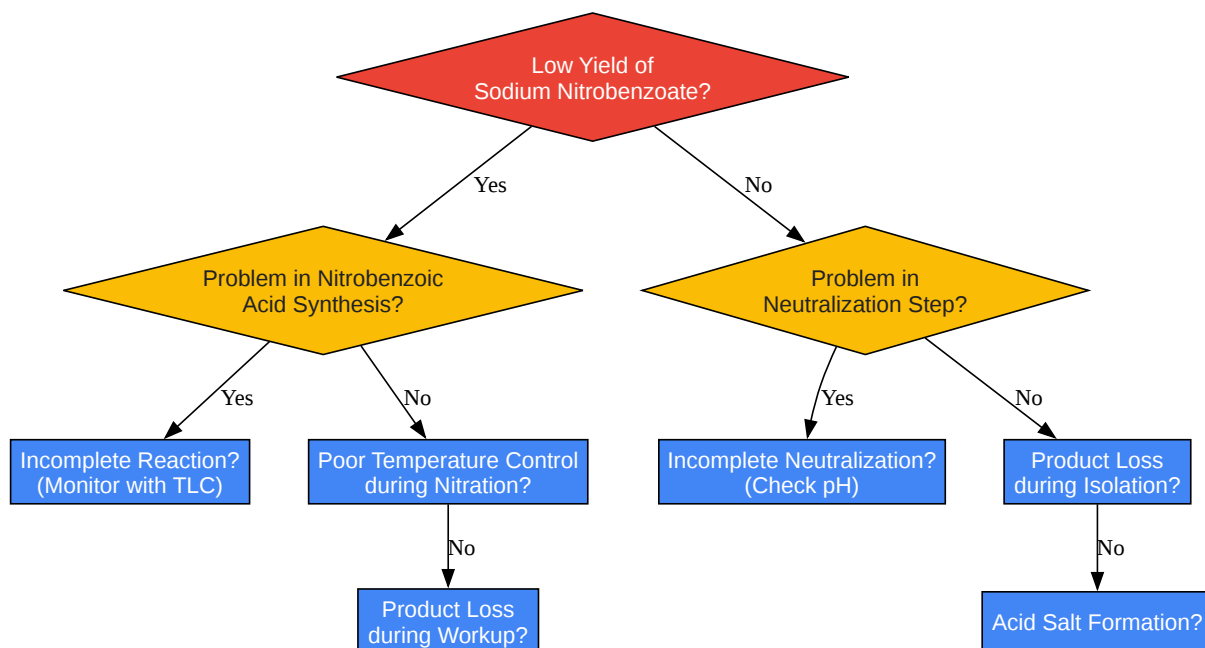 Low Yield of
Sodium Nitrobenzoate?
Yes
No
Problem in Nitrobenzoic
Acid Synthesis?
Problem in
Neutralization Step?
Yes
No
Yes
No
Incomplete Reaction?
(Monitor with TLC)
Poor Temperature Control
during Nitration?
Incomplete Neutralization?
(Check pH)
Product Loss
during Isolation?
No
No
Product Loss
during Workup?
Acid Salt Formation?